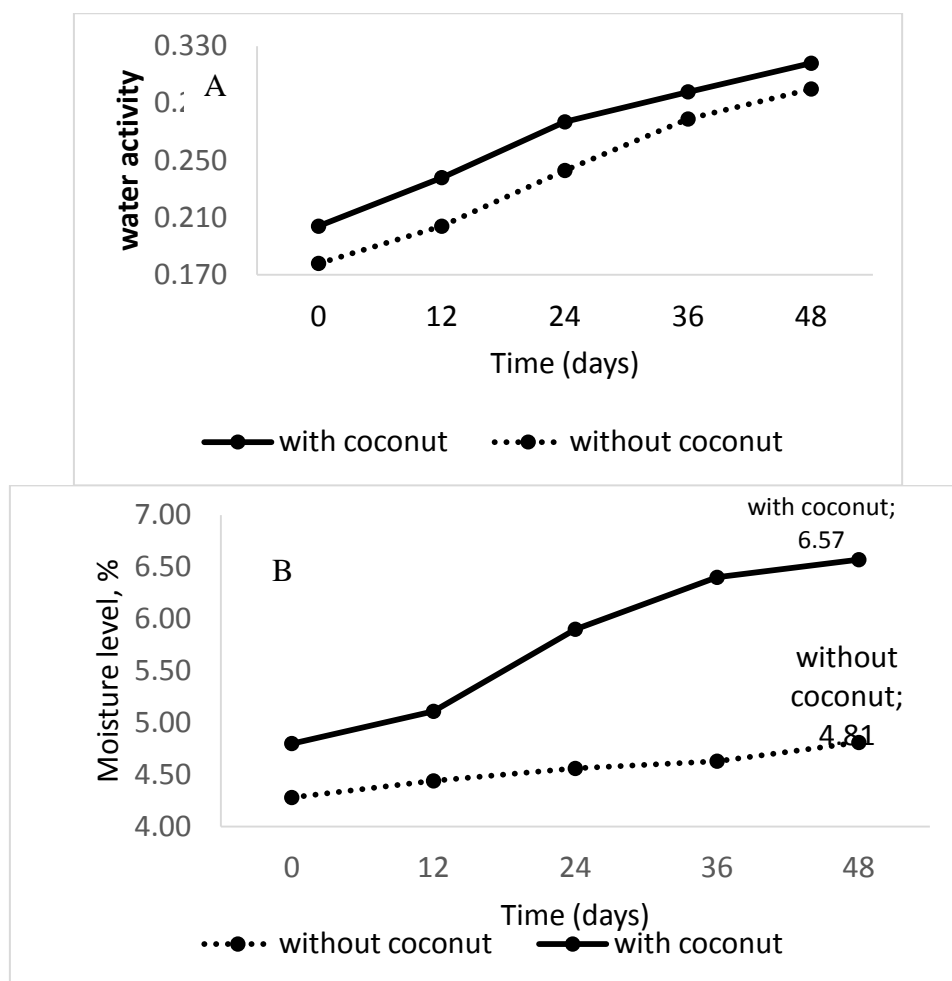 0.330
A
0.250
0.210
0.170
water activity
0 12 24 36 48
Time (days)
with coconut without coconut
7.00
6.50
6.00
5.50
5.00
4.50
4.00
Moisture level, %
B
with coconut;
6.57
without
coconut;
4.81
0 12 24 36 48
Time (days)
without coconut with coconut